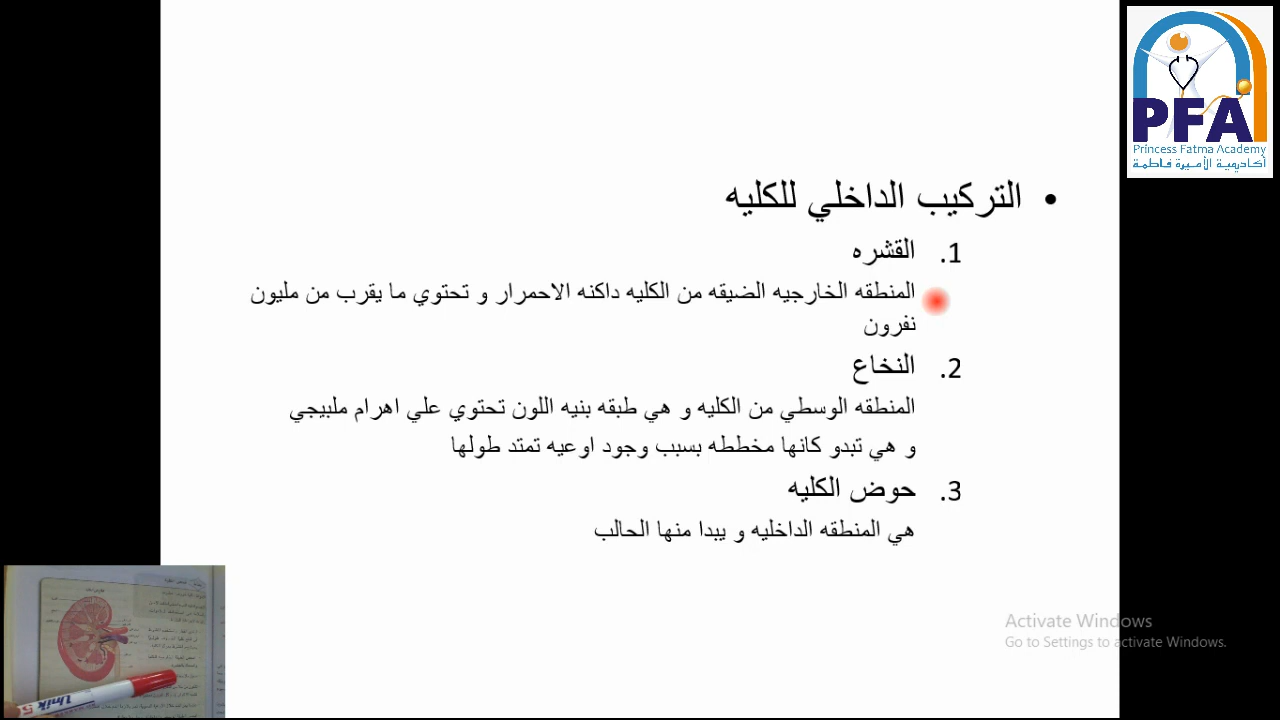 PFA
Princess Fatma Academy
أكاديمية الأميرة فاطمة
• التركيب الداخلي للكليه
1. القشره
المنطقه الخارجيه الضيقه من الكليه داكنه الاحمرار و تحتوي ما يقرب من مليون
نفرون
2. النخاع
المنطقه الوسطي من الكليه و هي طبقه بنيه اللون تحتوي علي اهرام ملبيجي
و هي تبدو كانها مخططه بسبب وجود اوعيه تمتد طولها
3. حوض الكليه
هي المنطقه الداخليه و يبدا منها الحالب
Activate Windows
Go to Settings to activate Windows.
Unik 5